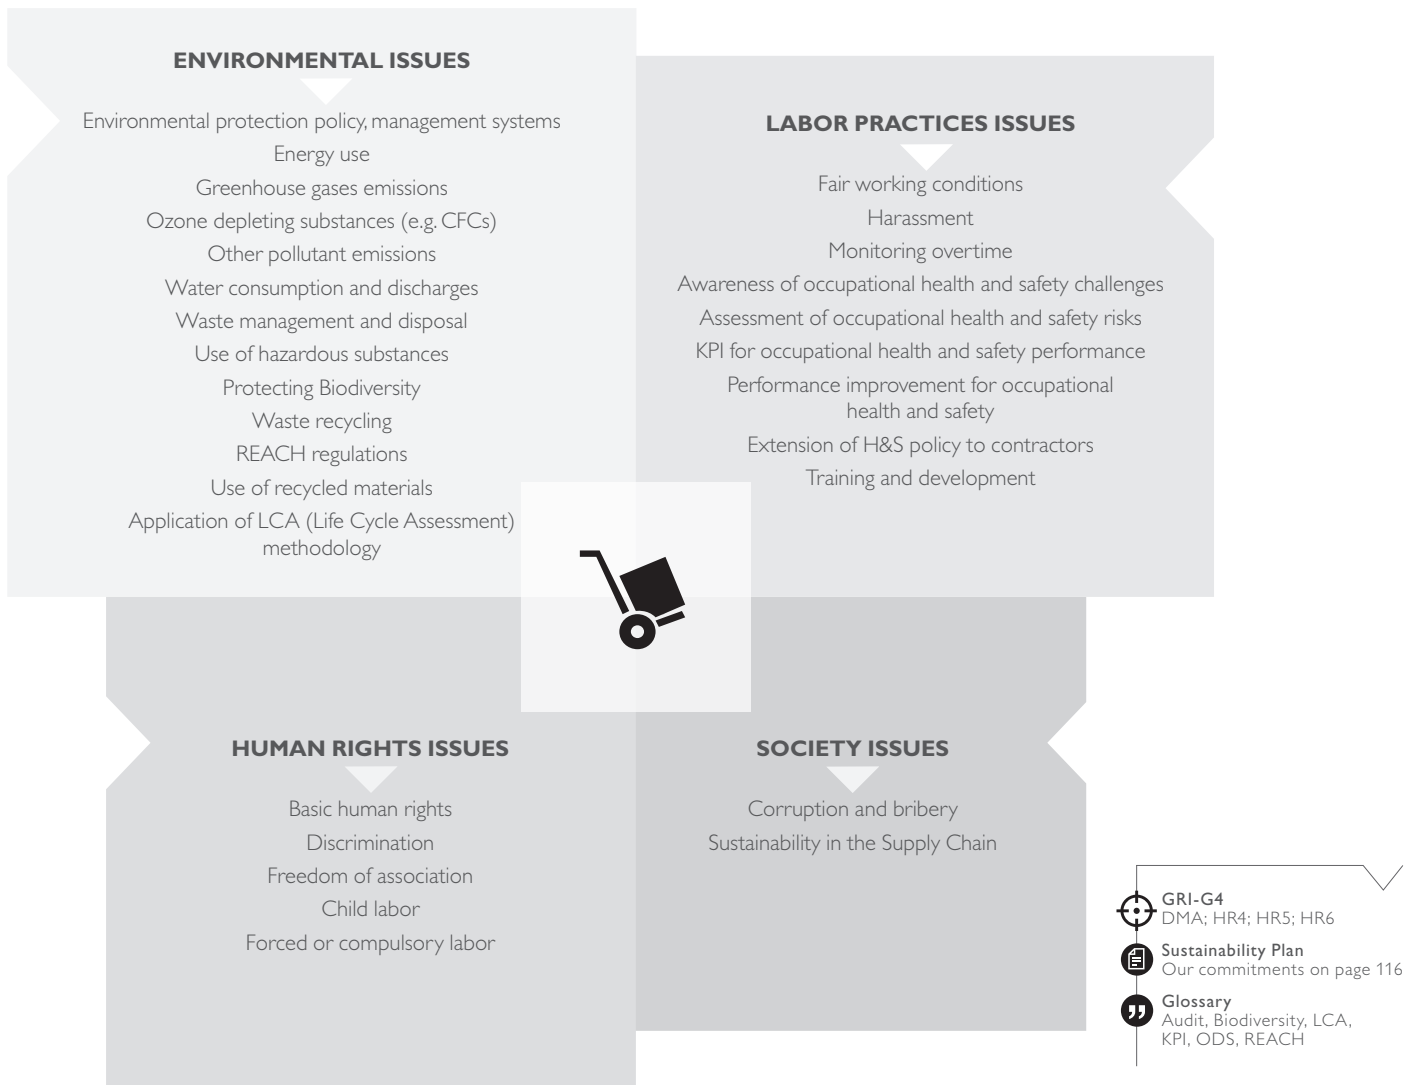 ENVIRONMENTAL ISSUES
Environmental protection policy, management systems
Energy use
Greenhouse gases emissions
Ozone depleting substances (e.g. CFCs)
Other pollutant emissions
Water consumption and discharges
Waste management and disposal
Use of hazardous substances
Protecting Biodiversity
Waste recycling
REACH regulations
Use of recycled materials
Application of LCA (Life Cycle Assessment)
methodology
LABOR PRACTICES ISSUES
Fair working conditions
Harassment
Monitoring overtime
Awareness of occupational health and safety challenges
Assessment of occupational health and safety risks
KPI for occupational health and safety performance
Performance improvement for occupational
health and safety
Extension of H&S policy to contractors
Training and development
HUMAN RIGHTS ISSUES
Basic human rights
Discrimination
Freedom of association
Child labor
Forced or compulsory labor
SOCIETY ISSUES
Corruption and bribery
Sustainability in the Supply Chain
GRI-G4
DMA; HR4; HR5; HR6
Sustainability Plan
Our commitments on page 116
Glossary
Audit, Biodiversity, LCA,
KPI, ODS, REACH